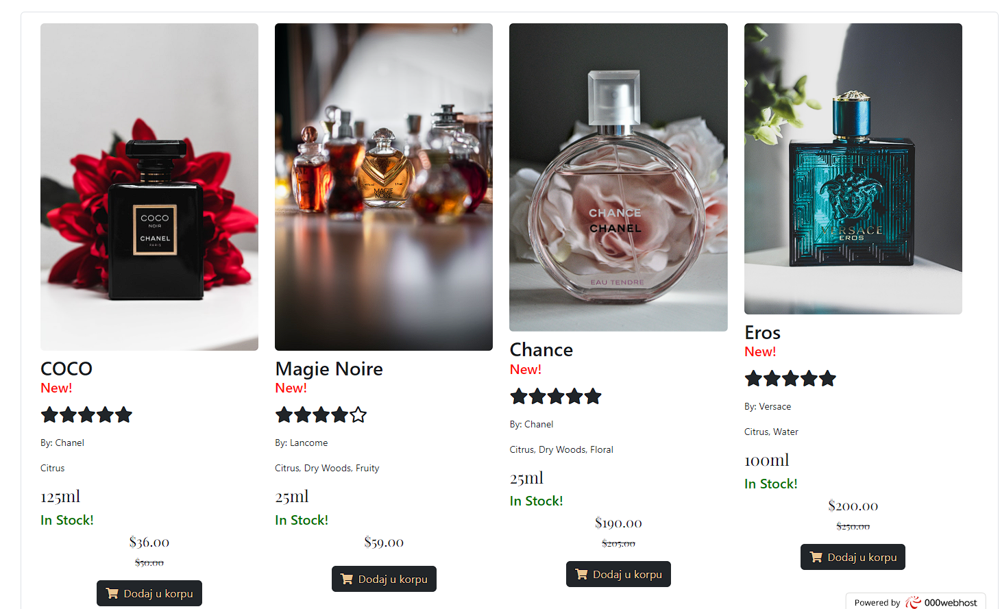 COCO
NOIR
CHANEL
PARIS
MAGIE
NOIRE
CHANCE
CHANEL
EAU TENDRE
VERSACE
EROS
COCO
New!
By: Chanel
Citrus
125ml
In Stock!
$36.00
$50.00
Dodaj u korpu
Magie Noire
New!
By: Lancome
Citrus, Dry Woods, Fruity
25ml
In Stock!
$59.00
Dodaj u korpu
Chance
New!
By: Chanel
Citrus, Dry Woods, Floral
25ml
In Stock!
$190.00
$205.00
Dodaj u korpu
Eros
New!
By: Versace
Citrus, Water
100ml
In Stock!
$200.00
$250.00
Dodaj u korpu
Powered by 000webhost